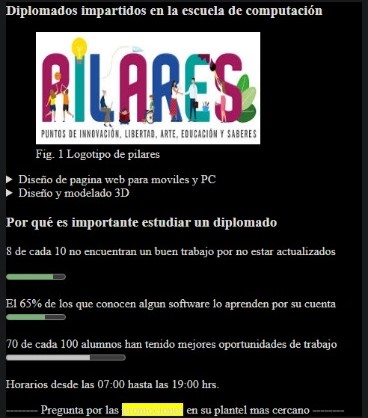 Diplomados impartidos en la escuela de computación
PILARES
PUNTOS DE INNOVACIÓN, LIBERTAD, ARTE, EDUCACIÓN Y SABERES
Fig. 1 Logotipo de pilares
Diseño de pagina web para moviles y PC
Diseño y modelado 3D
Por qué es importante estudiar un diplomado
8 de cada 10 no encuentran un buen trabajo por no estar actualizados
El 65% de los que conocen algun software lo aprenden por su cuenta
70 de cada 100 alumnos han tenido mejores oportunidades de trabajo
Horarios desde las 07:00 hasta las 19:00 hrs.
-------- Pregunta por las en su plantel mas cercano --------